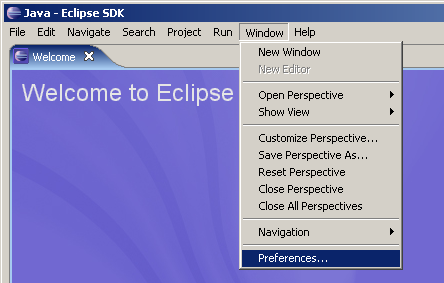 Java - Eclipse SDK
File Edit Navigate Search Project Run Window Help
Welcome
Welcome to Eclipse
New Window
New Editor
Open Perspective
Show View
Customize Perspective...
Save Perspective As...
Reset Perspective
Close Perspective
Close All Perspectives
Navigation
Preferences...